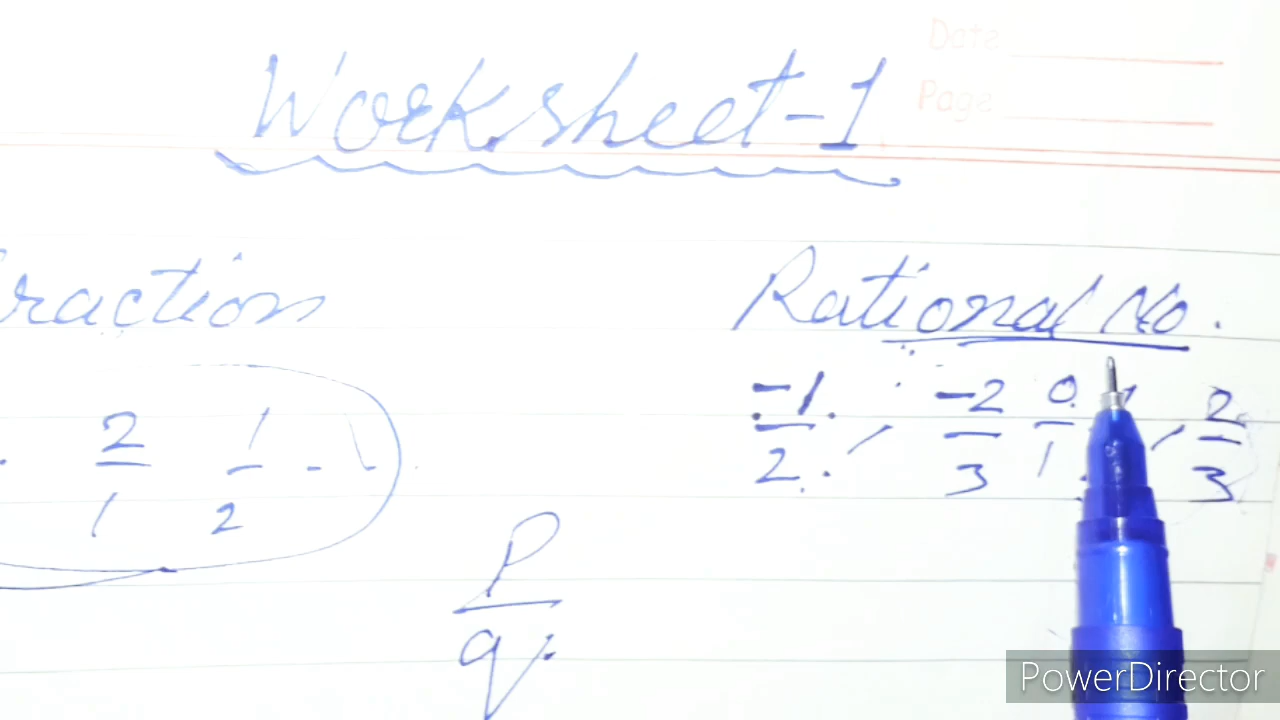 Date
Page
Worksheet-1
raction
Rational No.
2/1 1/2 --
-1/2, -2/3 0/1 , 2/3
P/q
PowerDirector